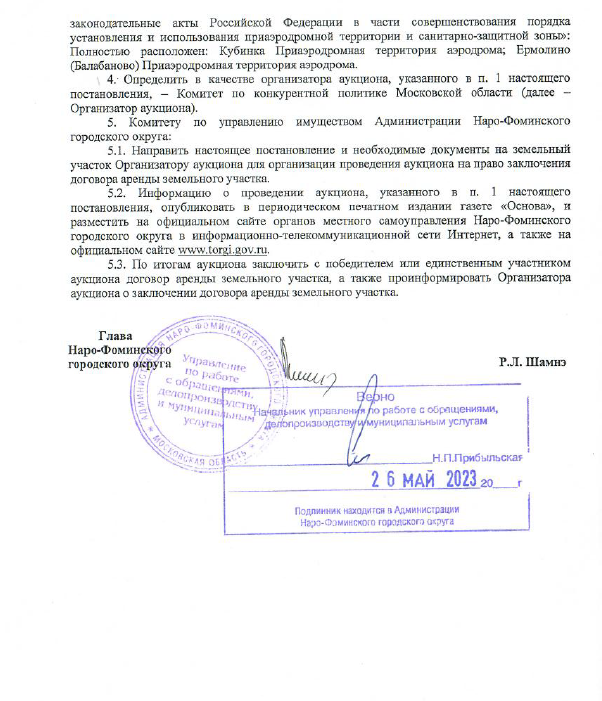 законодательные акты Российской Федерации в части совершенствования порядка
установления и использования приаэродромной территории и санитарно-защитной зоны»:
Полностью расположен: Кубинка Приаэродромная территория аэродрома; Ермолино
(Балабаново) Приаэродромная территория аэродрома.
4. Определить в качестве организатора аукциона, указанного в п. 1 настоящего
постановления, – Комитет по конкурентной политике Московской области (далее –
Организатор аукциона).
5. Комитету по управлению имуществом Администрации Наро-Фоминского
городского округа:
5.1. Направить настоящее постановление и необходимые документы на земельный
участок Организатору аукциона для организации проведения аукциона на право заключения
договора аренды земельного участка.
5.2. Информацию о проведении аукциона, указанного в п. 1 настоящего
постановления, опубликовать в периодическом печатном издании газете «Основа», и
разместить на официальном сайте органов местного самоуправления Наро-Фоминского
городского округа в информационно-телекоммуникационной сети Интернет, а также на
официальном сайте www.torgi.gov.ru.
5.3. По итогам аукциона заключить с победителем или единственным участником
аукциона договор аренды земельного участка, а также проинформировать Организатора
аукциона о заключении договора аренды земельного участка.
Глава
Наро-Фоминского
городского округа
Р.Л. Шамнэ
АДМИНИСТРАЦИЯ НАРО-ФОМИНСКОГО ГОРОДСКОГО ОКРУГА
МОСКОВСКАЯ ОБЛАСТЬ
Управление
по работе
с обращениями,
делопроизводству
и муниципальным
услугам
Верно
Начальник управления по работе с обращениями,
делопроизводству и муниципальным услугам
Н.П.Прибыльская
26 МАЙ 2023 20___г
Подлинник находится в Администрации
Наро-Фоминского городского округа